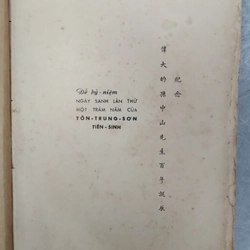 Để kỷ-niệm
NGÀY SANH LẦN THỨ
MỘT TRĂM NĂM CỦA
TÔN-TRUNG-SƠN
TIÊN-SINH
紀念
偉大的孫中山先生百年誕辰